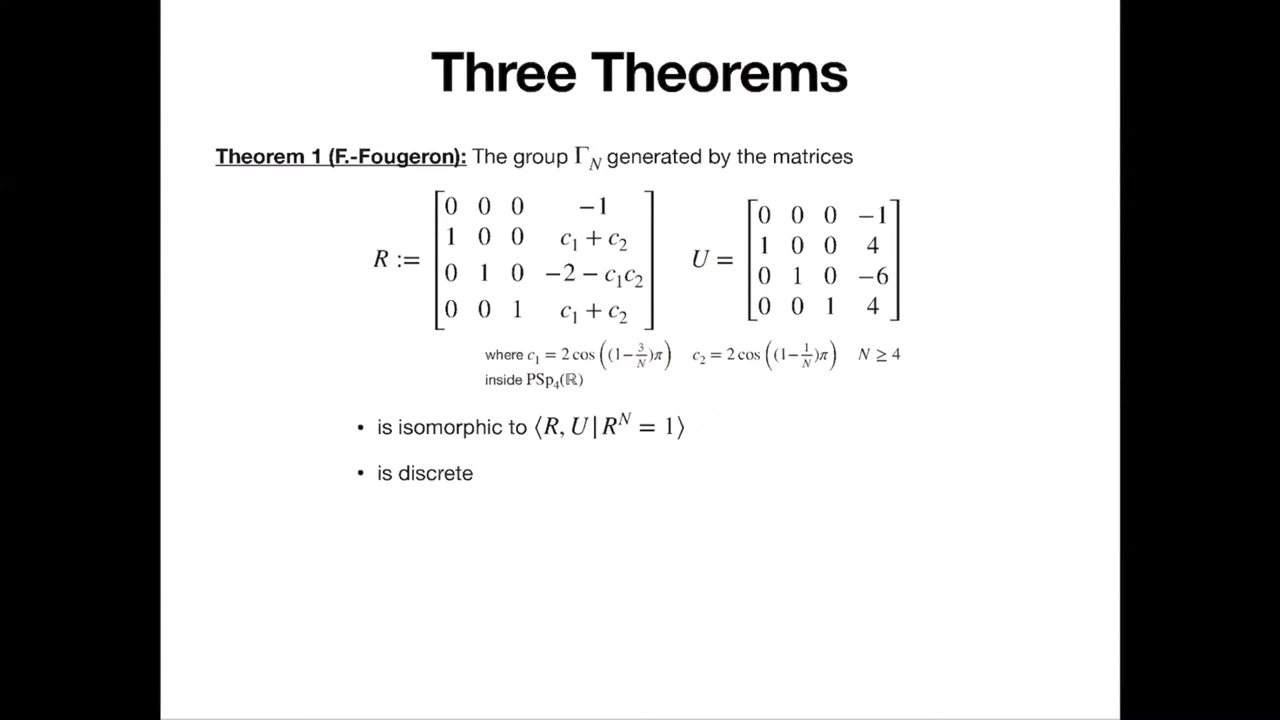 Three Theorems
Theorem 1 (F.-Fougeron): The group Γ_N generated by the matrices
R := [0 0 0 −1; 1 0 0 c₁ + c₂; 0 1 0 −2 − c₁c₂; 0 0 1 c₁ + c₂] U = [0 0 0 −1; 1 0 0 4; 0 1 0 −6; 0 0 1 4]
where c₁ = 2 cos((1−3/N)π) c₂ = 2 cos((1−1/N)π) N ≥ 4
inside PSp₄(ℝ)
• is isomorphic to ⟨R, U | R^N = 1⟩
• is discrete